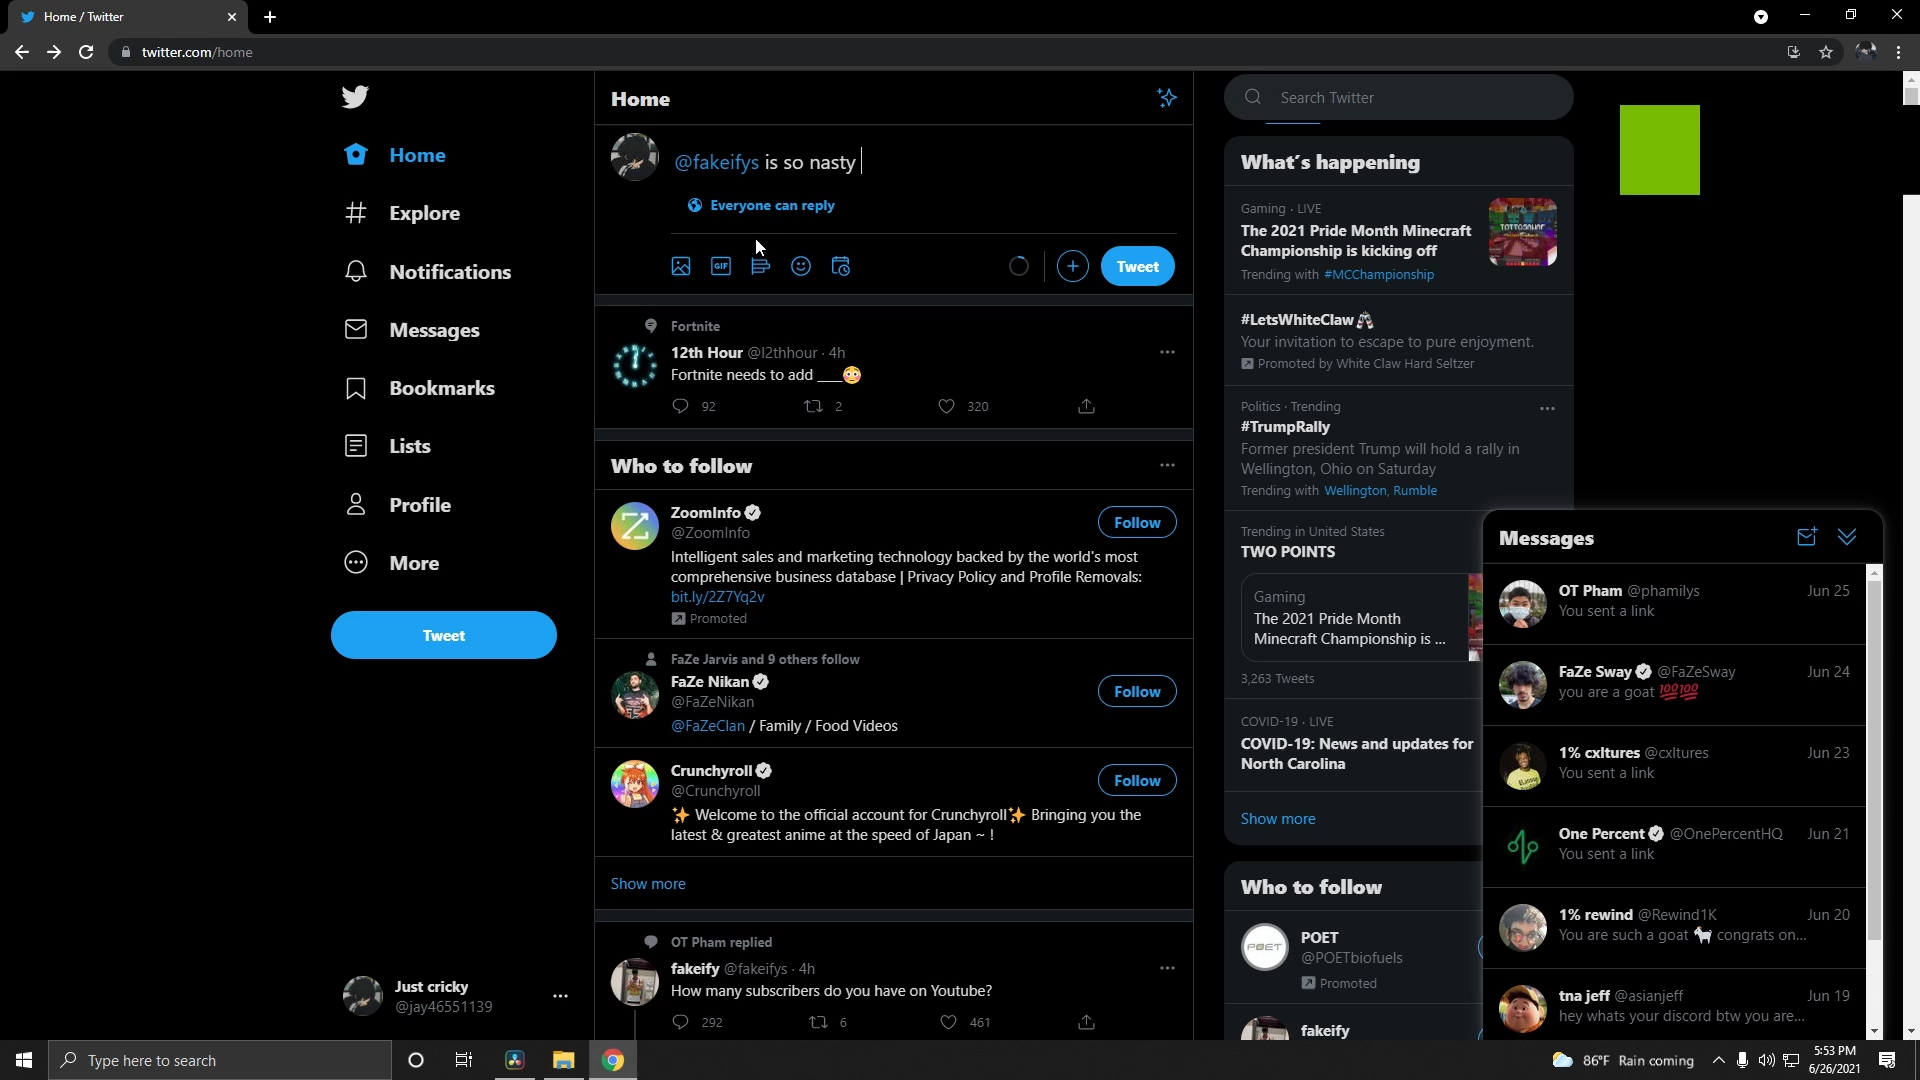 Home / Twitter
twitter.com/home
Home
Explore
Notifications
Messages
Bookmarks
Lists
Profile
More
Tweet
Just cricky
@jay46551139
Home
@fakeifys is so nasty
Everyone can reply
GIF
Tweet
Fortnite
12th Hour @l2thhour · 4h
Fortnite needs to add ___😳
92 2 320
Who to follow
ZoomInfo
@ZoomInfo
Follow
Intelligent sales and marketing technology backed by the world's most
comprehensive business database | Privacy Policy and Profile Removals:
bit.ly/2Z7Yq2v
Promoted
FaZe Jarvis and 9 others follow
FaZe Nikan
@FaZeNikan
Follow
@FaZeClan / Family / Food Videos
Crunchyroll
@Crunchyroll
Follow
✨ Welcome to the official account for Crunchyroll✨ Bringing you the
latest & greatest anime at the speed of Japan ~ !
Show more
OT Pham replied
fakeify @fakeifys · 4h
How many subscribers do you have on Youtube?
292 6 461
Search Twitter
What's happening
Gaming · LIVE
The 2021 Pride Month Minecraft
Championship is kicking off
Trending with #MCChampionship
#LetsWhiteClaw
Your invitation to escape to pure enjoyment.
Promoted by White Claw Hard Seltzer
Politics · Trending
#TrumpRally
Former president Trump will hold a rally in
Wellington, Ohio on Saturday
Trending with Wellington, Rumble
Trending in United States
TWO POINTS
Gaming
The 2021 Pride Month
Minecraft Championship is ...
3,263 Tweets
COVID-19 · LIVE
COVID-19: News and updates for
North Carolina
Show more
Who to follow
POET
POET
@POETbiofuels
Promoted
fakeify
Messages
OT Pham @phamilys Jun 25
You sent a link
FaZe Sway @FaZeSway Jun 24
you are a goat 💯💯
1% cxltures @cxltures Jun 23
You sent a link
One Percent @OnePercentHQ Jun 21
You sent a link
1% rewind @Rewind1K Jun 20
You are such a goat 🐐 congrats on...
tna jeff @asianjeff Jun 19
hey whats your discord btw you are...
Type here to search
86°F Rain coming
5:53 PM
6/26/2021